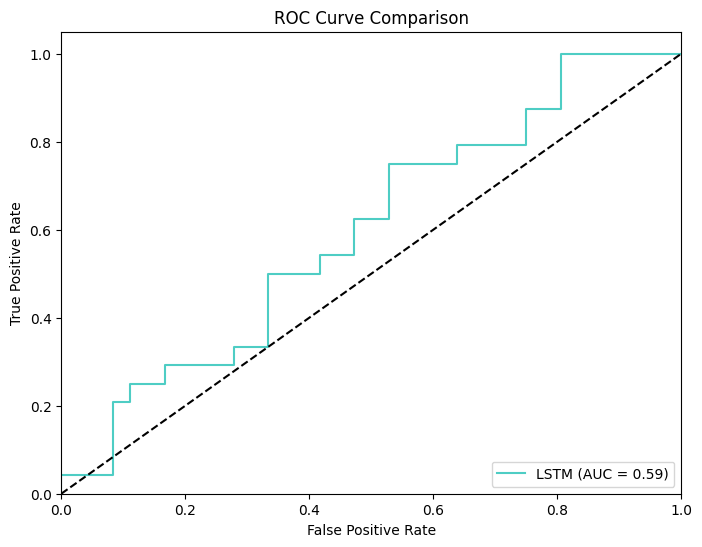 ROC Curve Comparison
1.0
0.8
0.6
0.4
0.2
0.0
True Positive Rate
LSTM (AUC = 0.59)
0.0 0.2 0.4 0.6 0.8 1.0
False Positive Rate